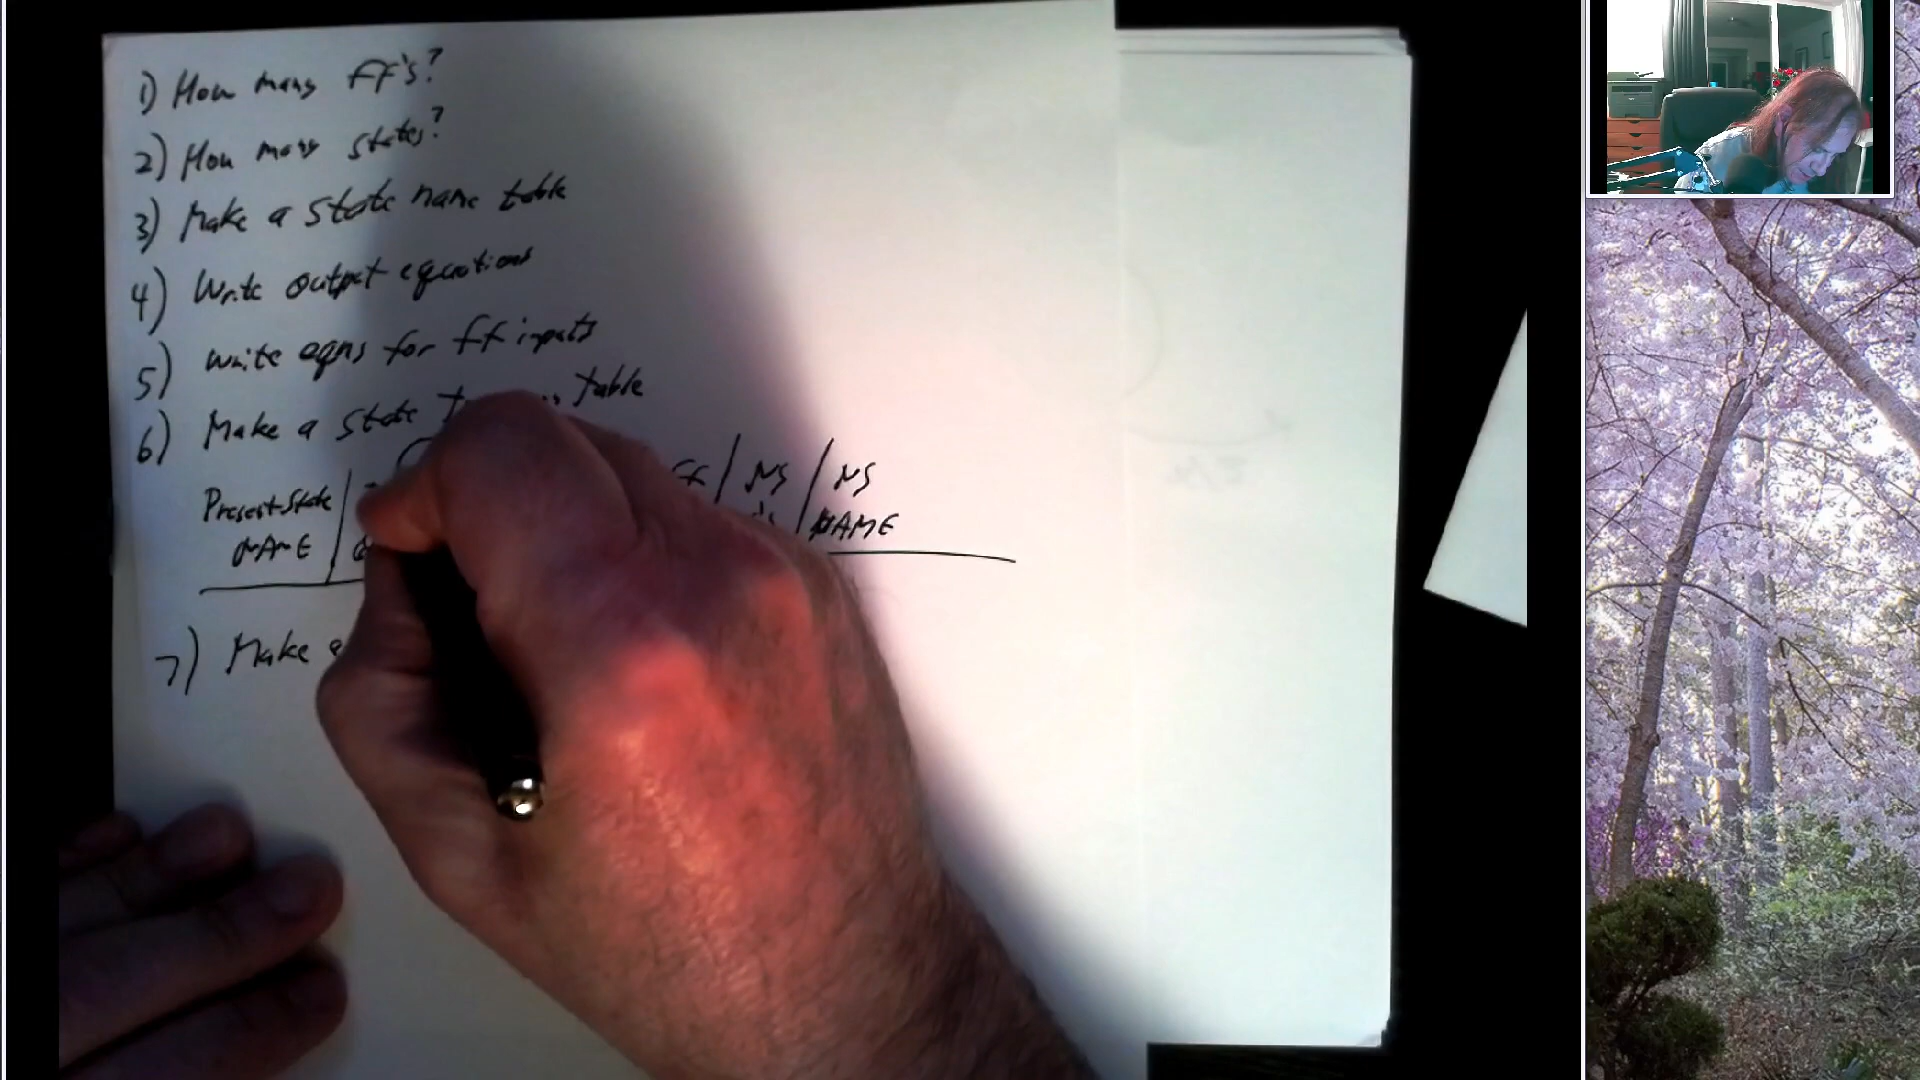 1) How many FF's?
2) How many states?
3) Make a state name table
4) Write output equations
5) write eqns for ff inputs
6) Make a state table
Present State | ff | NS | NS
NAME | NAME
7) Make a